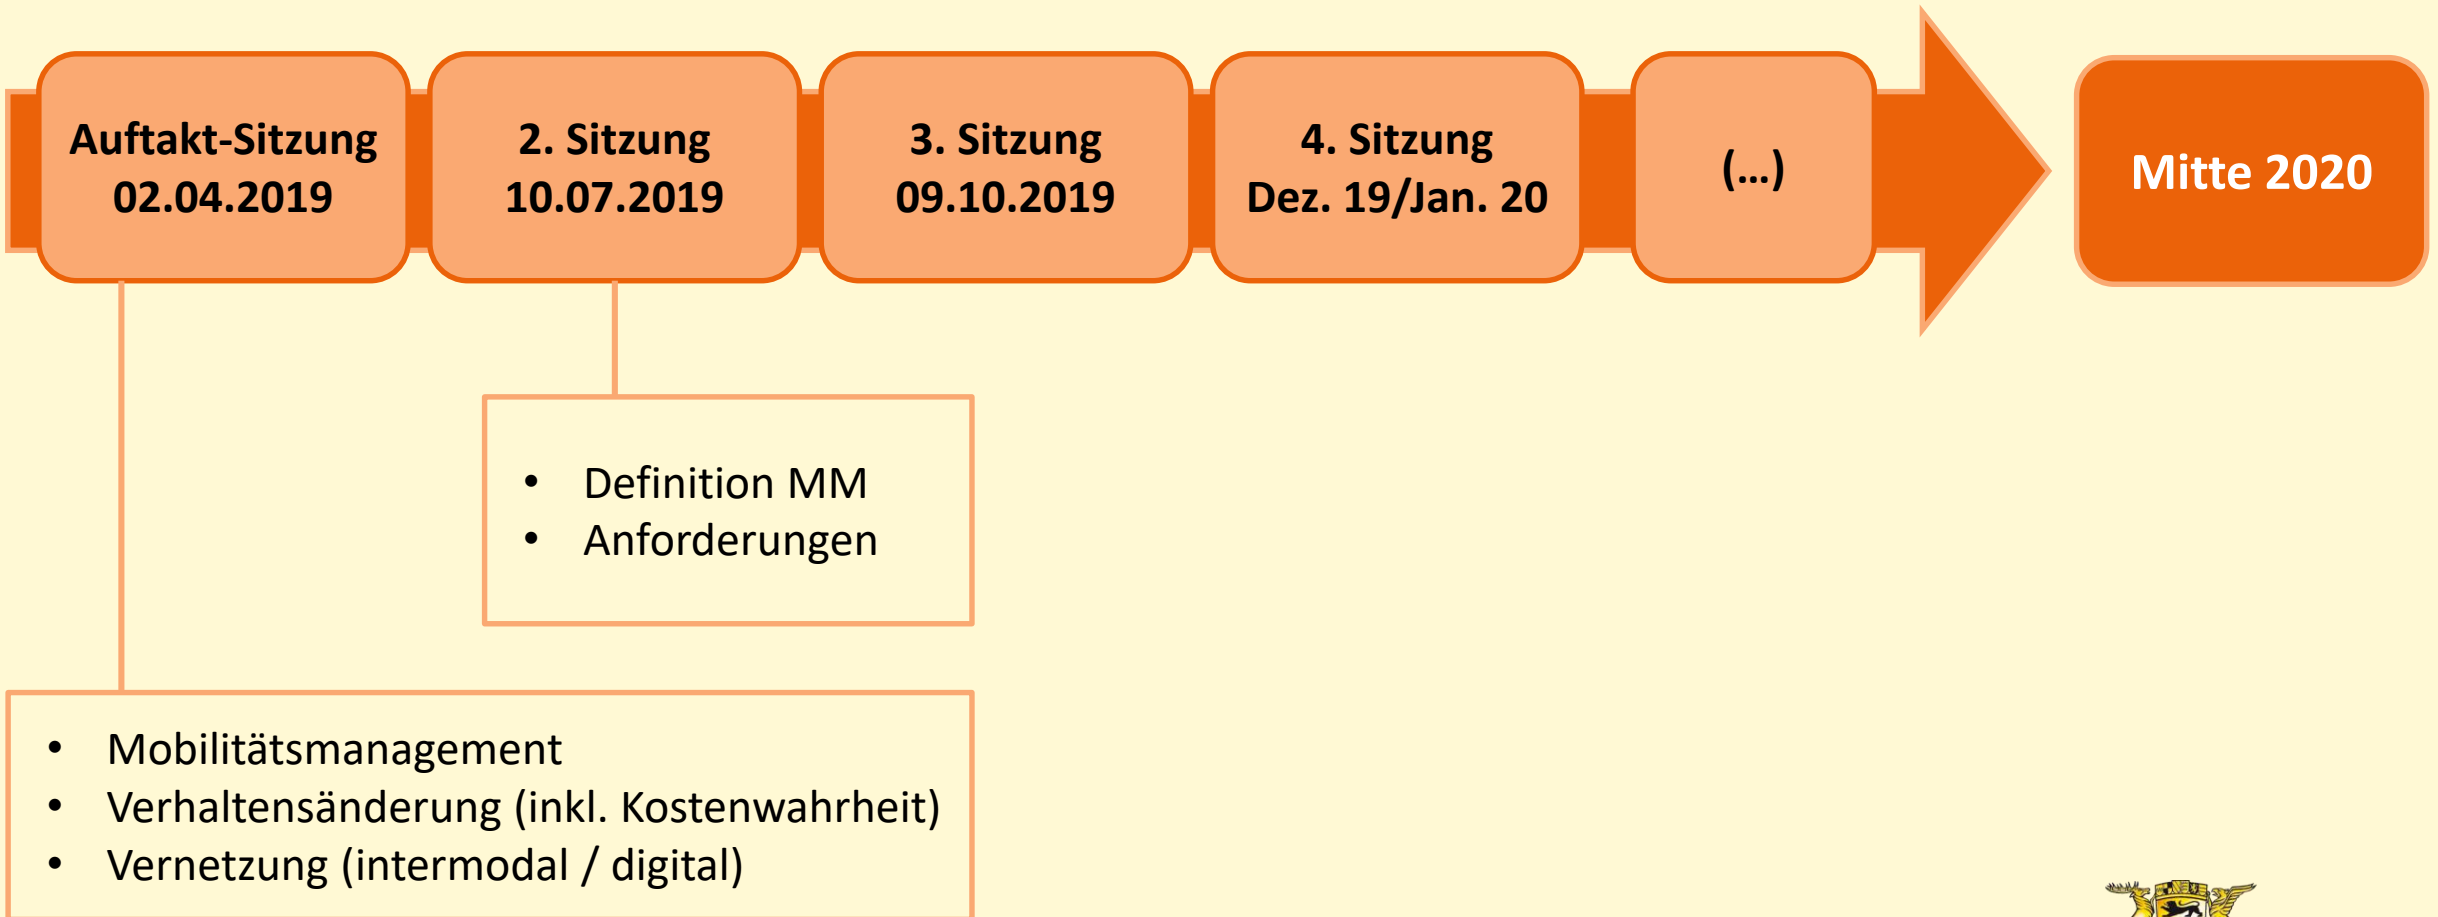 Auftakt-Sitzung
02.04.2019
2. Sitzung
10.07.2019
3. Sitzung
09.10.2019
4. Sitzung
Dez. 19/Jan. 20
(...)
Mitte 2020
• Definition MM
• Anforderungen
• Mobilitätsmanagement
• Verhaltensänderung (inkl. Kostenwahrheit)
• Vernetzung (intermodal / digital)